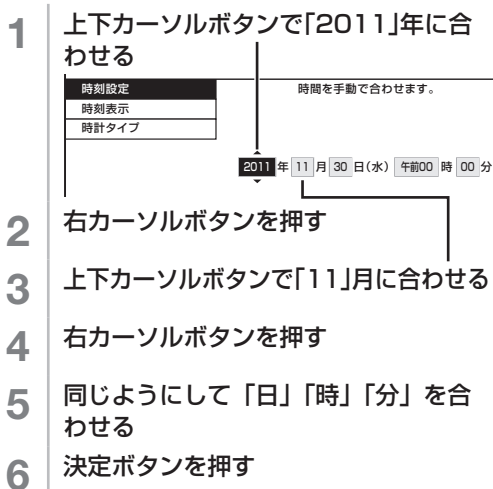 1 上下カーソルボタンで「2011」年に合
わせる
時刻設定
時間を手動で合わせます。
時刻表示
時計タイプ
2011 年 11 月 30 日(水) 午前00 時 00 分
2 右カーソルボタンを押す
3 上下カーソルボタンで「11」月に合わせる
4 右カーソルボタンを押す
5 同じようにして「日」「時」「分」を合
わせる
6 決定ボタンを押す